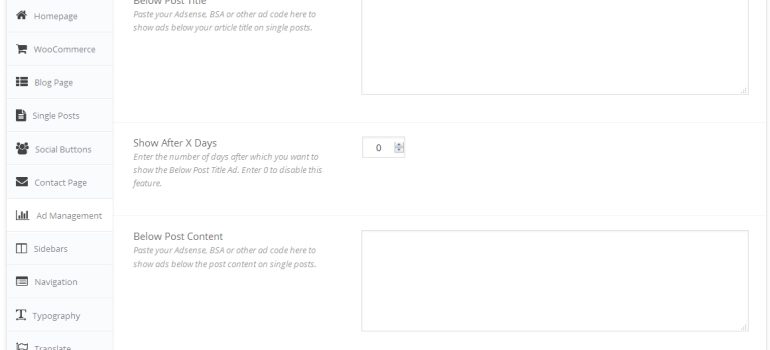 Homepage
WooCommerce
Blog Page
Single Posts
Social Buttons
Contact Page
Ad Management
Sidebars
Navigation
Typography
Translate
Below Post Title
Paste your Adsense, BSA or other ad code here to
show ads below your article title on single posts.
Show After X Days
0
Enter the number of days after which you want to
show the Below Post Title Ad. Enter 0 to disable this
feature.
Below Post Content
Paste your Adsense, BSA or other ad code here to
show ads below the post content on single posts.